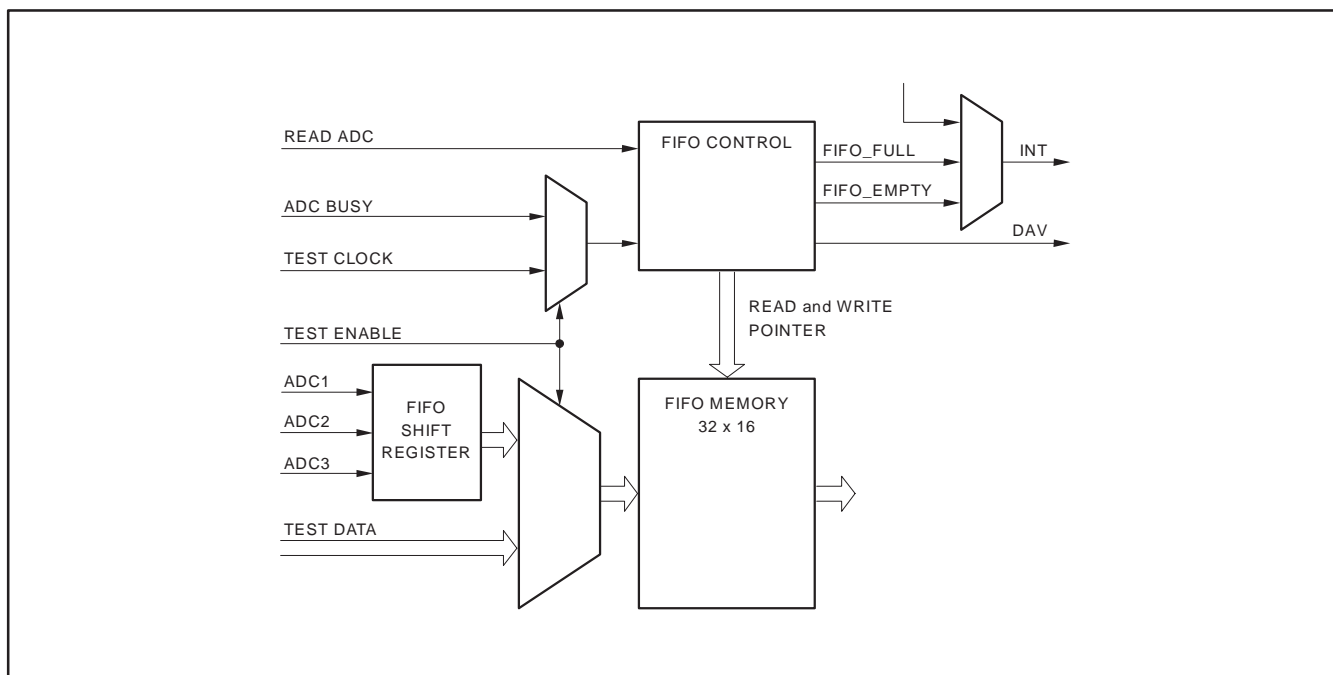 READ ADC
FIFO CONTROL
FIFO_FULL
INT
FIFO_EMPTY
ADC BUSY
DAV
TEST CLOCK
READ and WRITE
POINTER
TEST ENABLE
ADC1
ADC2
ADC3
FIFO
SHIFT
REGISTER
FIFO MEMORY
32 x 16
TEST DATA